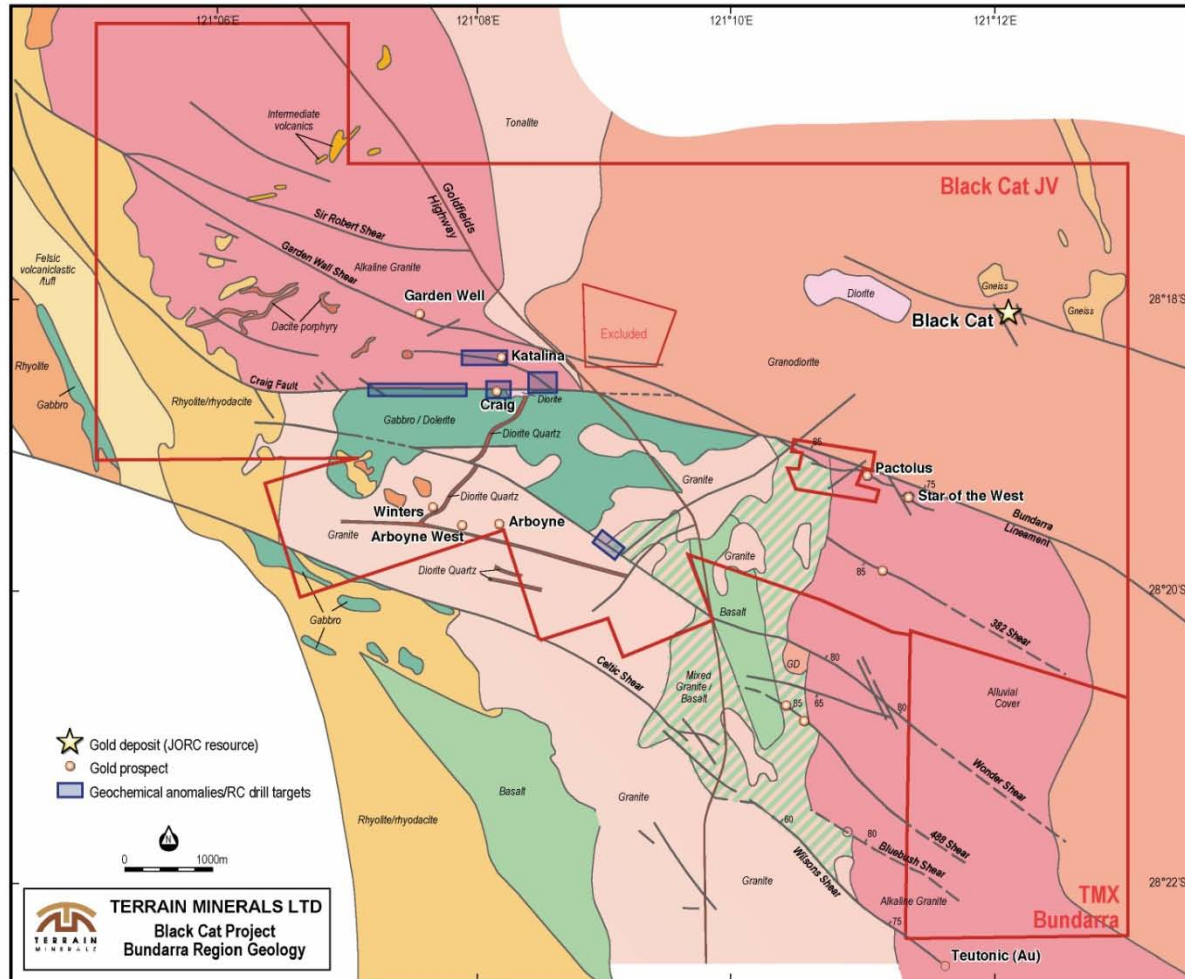 121°06'E
121°08'E
121°10'E
121°12'E
Intermediate
volcanics
Tonalite
Goldfields
Highway
Black Cat JV
Sir Robert Shear
Felsic
volcaniclastic
/tuff
Garden Wall Shear
Alkaline Granite
Gneiss
Diorite
Gneiss
28°18'S
Garden Well
Dacite porphyry
Black Cat
Excluded
Katalina
Granodiorite
Rhyolite
Craig Fault
Gabbro
Rhyolite/rhyodacite
Craig
Diorite
Gabbro / Dolerite
Diorite Quartz
85
Pactolus
Granite
75
Star of the West
Diorite Quartz
Winters
Bundarra
Lineament
Arboyne
Granite
Arboyne West
Granite
Diorite Quartz
85
28°20'S
Gabbro
Basalt
382 Shear
Celtic Shear
GD
80
Mixed
Granite /
Basalt
Alluvial
Cover
85
65
80
Gold deposit (JORC resource)
Gold prospect
Geochemical anomalies/RC drill targets
Wonder Shear
Basalt
Granite
Rhyolite/rhyodacite
60
80
488 Shear
Bluebush Shear
N
0
1000m
Wilsons Shear
Granite
28°22'S
Alkaline Granite
TMX
Bundarra
75
Teutonic (Au)
TERRAIN
MINERALS
TERRAIN MINERALS LTD
Black Cat Project
Bundarra Region Geology